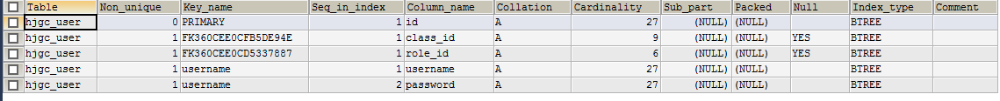 Table Non_unique Key_name Seq_in_index Column_name Collation Cardinality Sub_part Packed Null Index_type Comment
hjgc_user 0 PRIMARY 1 id A 27 (NULL) (NULL) BTREE
hjgc_user 1 FK360CEE0CFB5DE94E 1 class_id A 9 (NULL) (NULL) YES BTREE
hjgc_user 1 FK360CEE0CD5337887 1 role_id A 6 (NULL) (NULL) YES BTREE
hjgc_user 1 username 1 username A 27 (NULL) (NULL) BTREE
hjgc_user 1 username 2 password A 27 (NULL) (NULL) BTREE